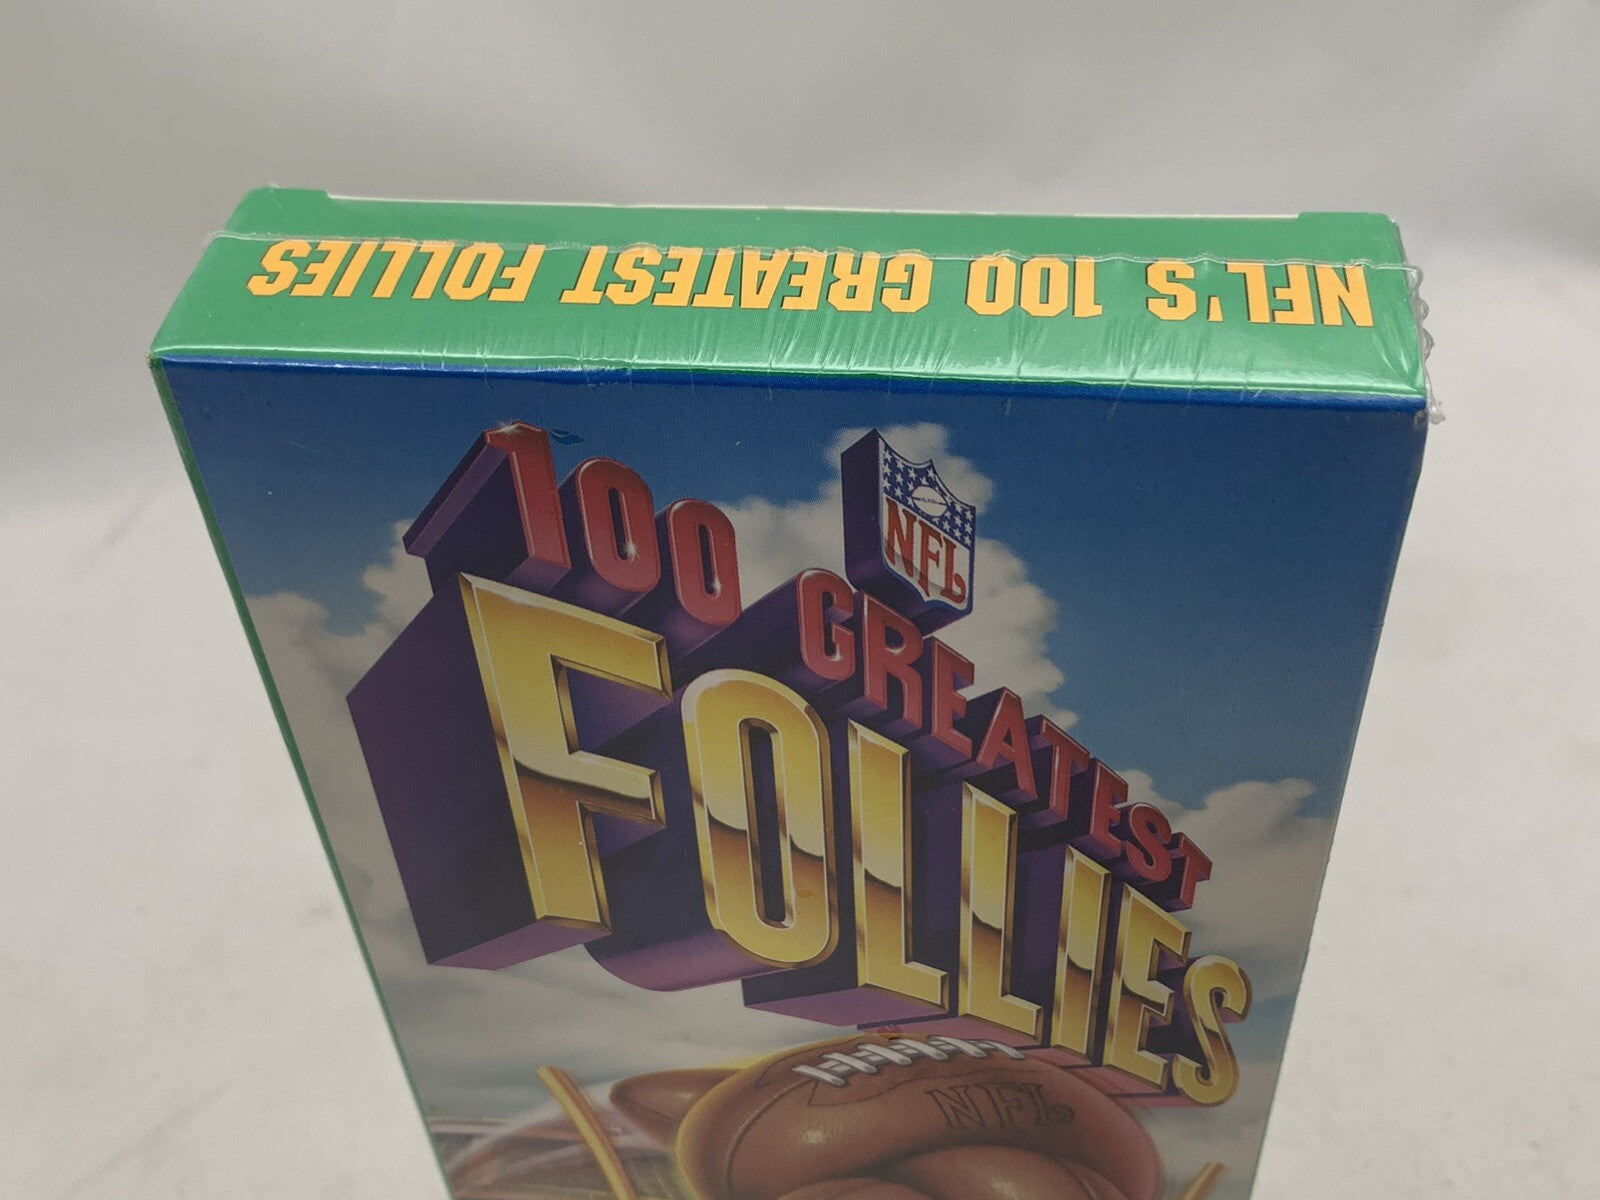 NFL'S 100 GREATEST FOLLIES
NFL
100 GREATEST
FOLLIES
NFL